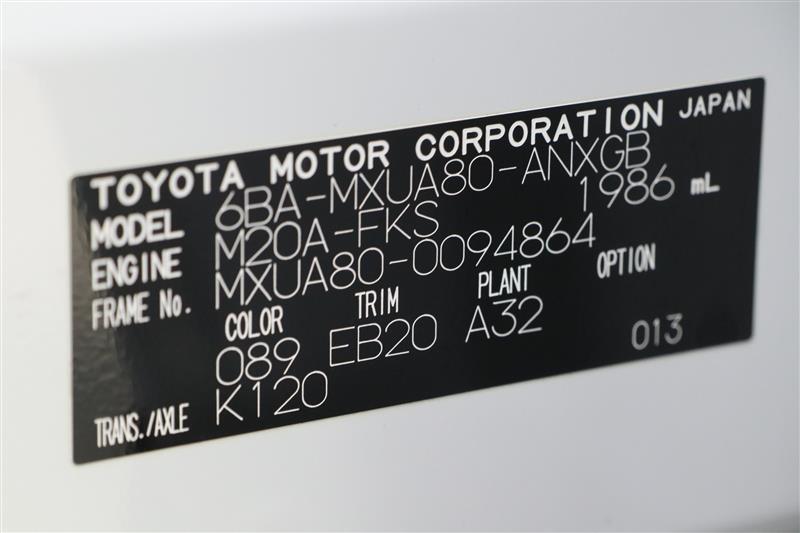 TOYOTA MOTOR CORPORATION JAPAN
MODEL 6BA-MXUA80-ANXGB
ENGINE M20A-FKS 1986 mL
FRAME No. MXUA80-0094864
COLOR TRIM PLANT OPTION
089 EB20 A32 013
TRANS./AXLE K120